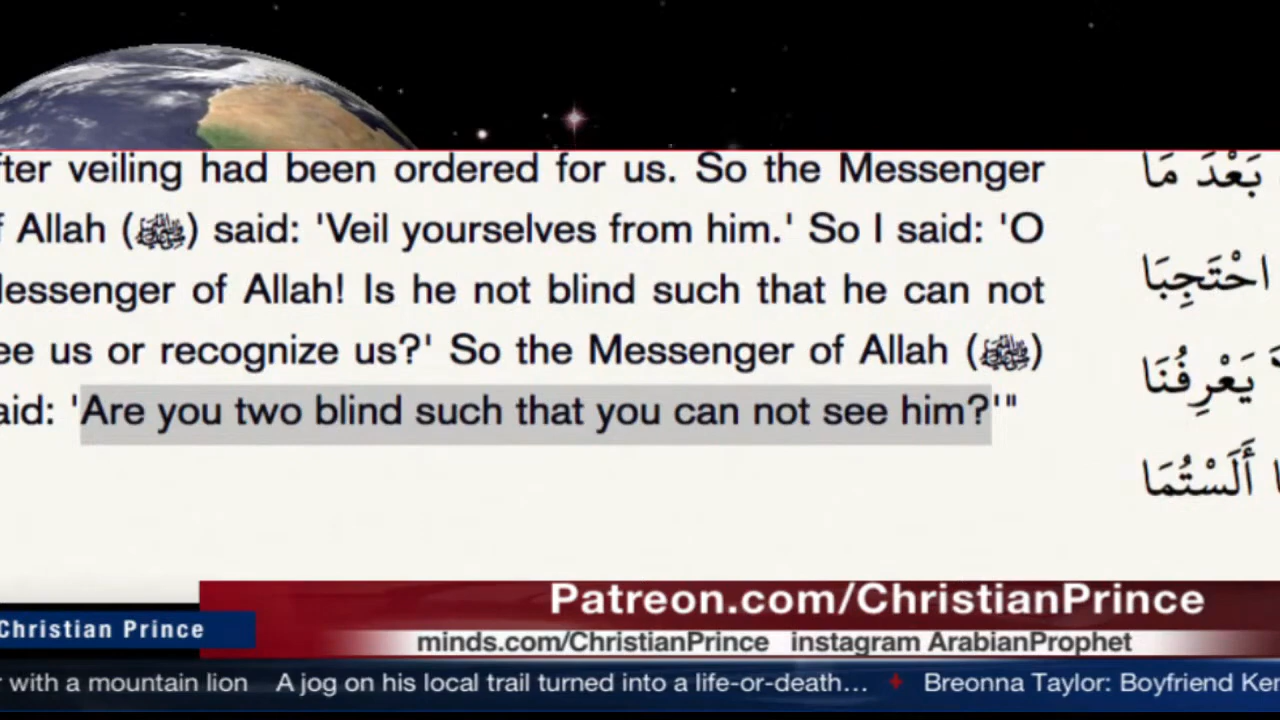 fter veiling had been ordered for us. So the Messenger
f Allah (ﷺ) said: 'Veil yourselves from him.' So I said: 'O
lessenger of Allah! Is he not blind such that he can not
ee us or recognize us?' So the Messenger of Allah (ﷺ)
aid: 'Are you two blind such that you can not see him?'"
بَعْدَ مَا
احْتَجِبَا
يَعْرِفُنَا
أَلَسْتُمَا
Patreon.com/ChristianPrince
Christian Prince
minds.com/ChristianPrince instagram ArabianProphet
r with a mountain lion A jog on his local trail turned into a life-or-death... Breonna Taylor: Boyfriend Ker